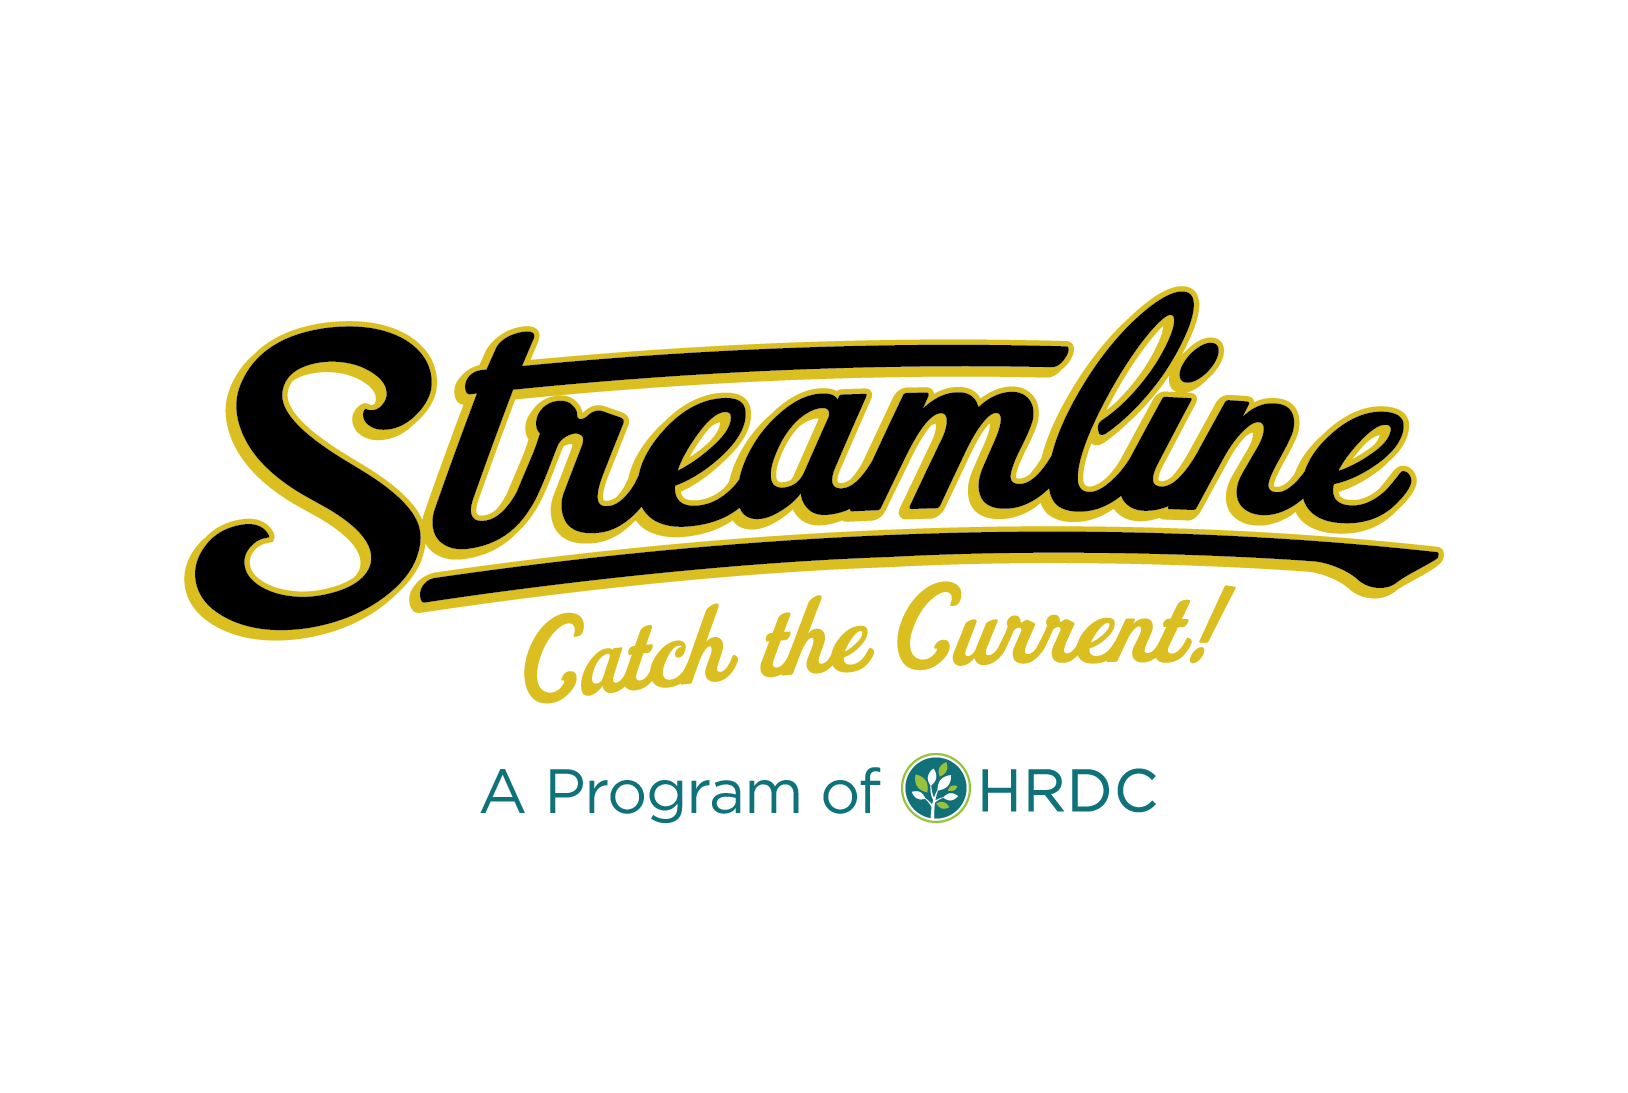 Streamline
Catch the Current!
A Program of HRDC